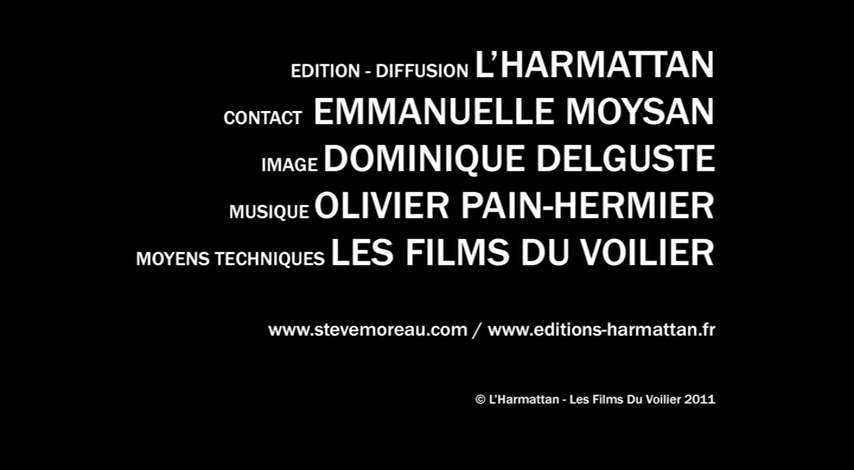 EDITION - DIFFUSION L’HARMATTAN
CONTACT EMMANUELLE MOYSAN
IMAGE DOMINIQUE DELGUSTE
MUSIQUE OLIVIER PAIN-HERMIER
MOYENS TECHNIQUES LES FILMS DU VOILIER
www.stevemoreau.com / www.editions-harmattan.fr
© L’Harmattan - Les Films Du Voilier 2011